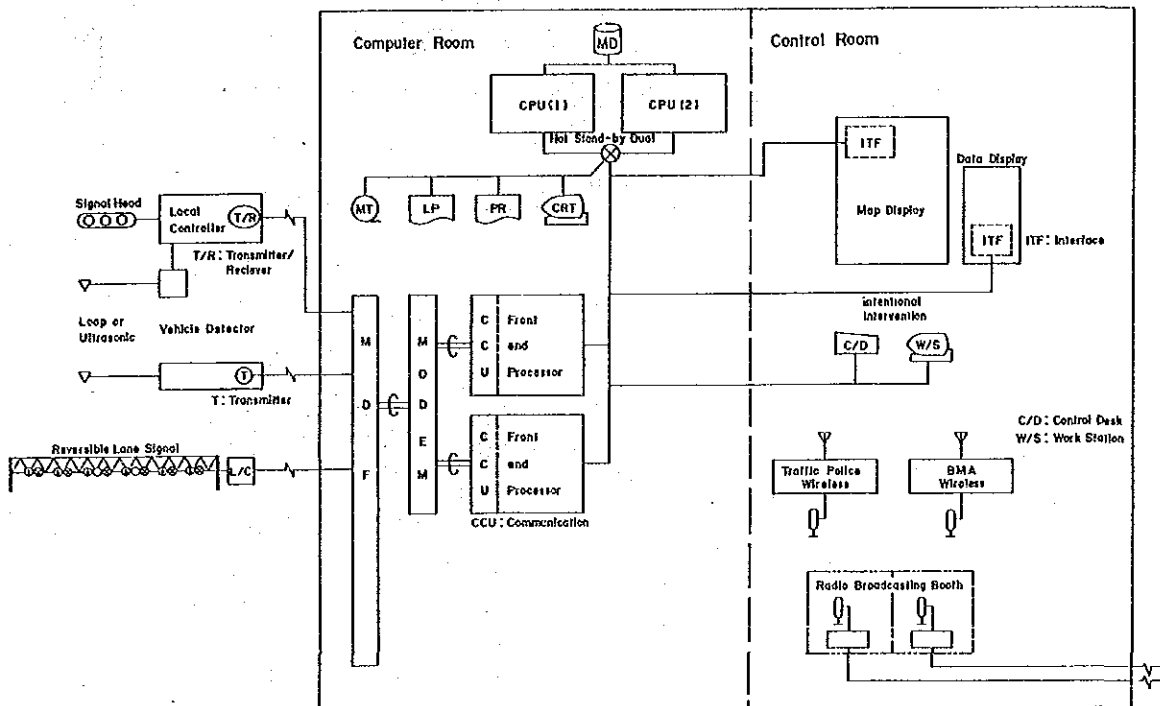 Computer Room
Control Room
MD
CPU(1)
CPU(2)
Hot Stand-by Dual
MT
LP
PR
CRT
ITF
Map Display
Data Display
ITF
ITF: Interface
Signal Head
Local
Controller
T/R
T/R: Transmitter/
Reciever
Loop or
Ultrasonic
Vehicle Detector
T
T: Transmitter
Reversible Lane Signal
L/C
M
D
F
M
O
D
E
M
C
C
U
Front
end
Processor
C
C
U
Front
end
Processor
CCU: Communication
Intentional
Intervention
C/D
W/S
C/D: Control Desk
W/S: Work Station
Traffic Police
Wireless
BMA
Wireless
Radio Broadcasting Booth